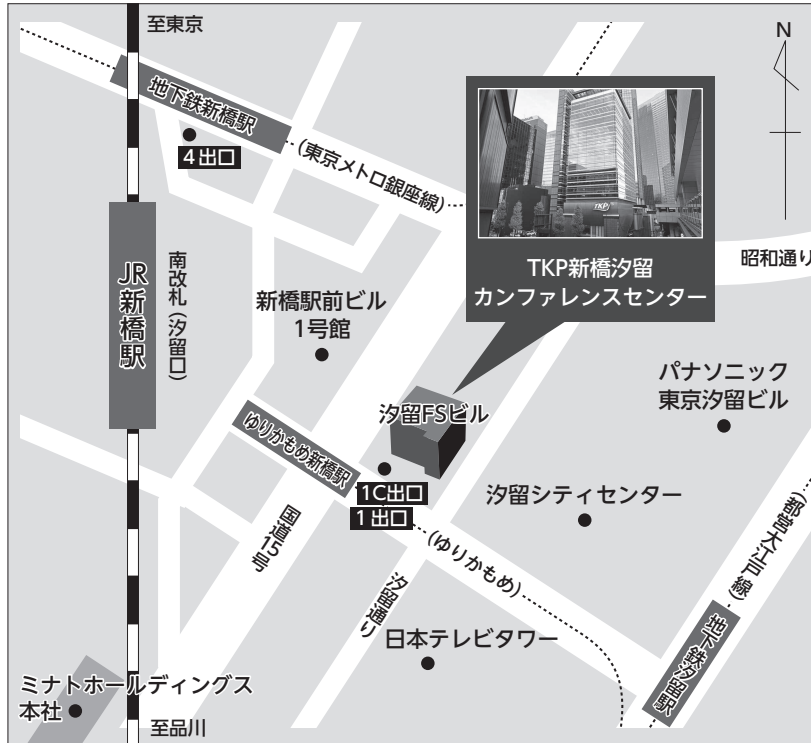 至東京
N
地下鉄新橋駅
4出口
(東京メトロ銀座線)
TKP
TKP新橋汐留
カンファレンスセンター
昭和通り
JR新橋駅
南改札(汐留口)
新橋駅前ビル
1号館
パナソニック
東京汐留ビル
汐留FSビル
ゆりかもめ新橋駅
1C出口
1出口
汐留シティセンター
国道15号
(ゆりかもめ)
(都営大江戸線)
汐留通り
地下鉄汐留駅
日本テレビタワー
ミナトホールディングス
本社
至品川